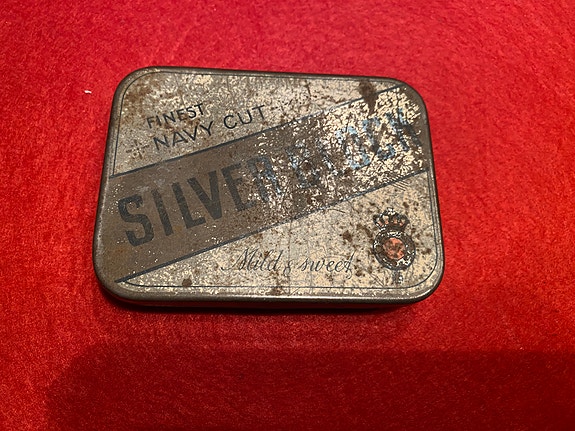 FINEST
NAVY CUT
SILVER
Mild & sweet